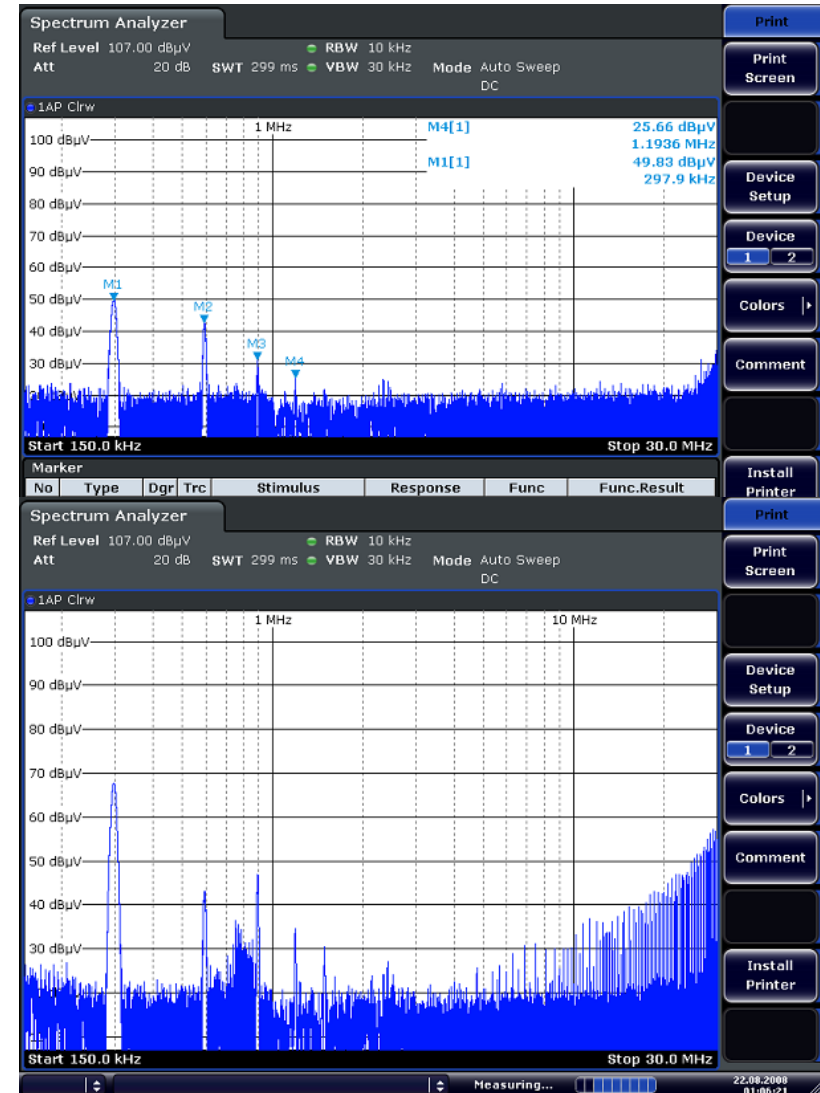 Spectrum Analyzer
Print
Ref Level 107.00 dBµV RBW 10 kHz
Att 20 dB SWT 299 ms VBW 30 kHz Mode Auto Sweep
DC
Print Screen
1AP Clrw
1 MHz
M4[1] 25.66 dBµV
1.1936 MHz
M1[1] 49.83 dBµV
297.9 kHz
100 dBµV
90 dBµV
80 dBµV
70 dBµV
60 dBµV
50 dBµV
40 dBµV
30 dBµV
M1
M2
M3
M4
Device Setup
Device
1 2
Colors
Comment
Start 150.0 kHz Stop 30.0 MHz
Marker
No Type Dgr Trc Stimulus Response Func Func.Result
Install Printer
Spectrum Analyzer
Print
Ref Level 107.00 dBµV RBW 10 kHz
Att 20 dB SWT 299 ms VBW 30 kHz Mode Auto Sweep
DC
Print Screen
1AP Clrw
1 MHz 10 MHz
100 dBµV
90 dBµV
80 dBµV
70 dBµV
60 dBµV
50 dBµV
40 dBµV
30 dBµV
Device Setup
Device
1 2
Colors
Comment
Install Printer
Start 150.0 kHz Stop 30.0 MHz
Measuring...
22.08.2008
01:06:21